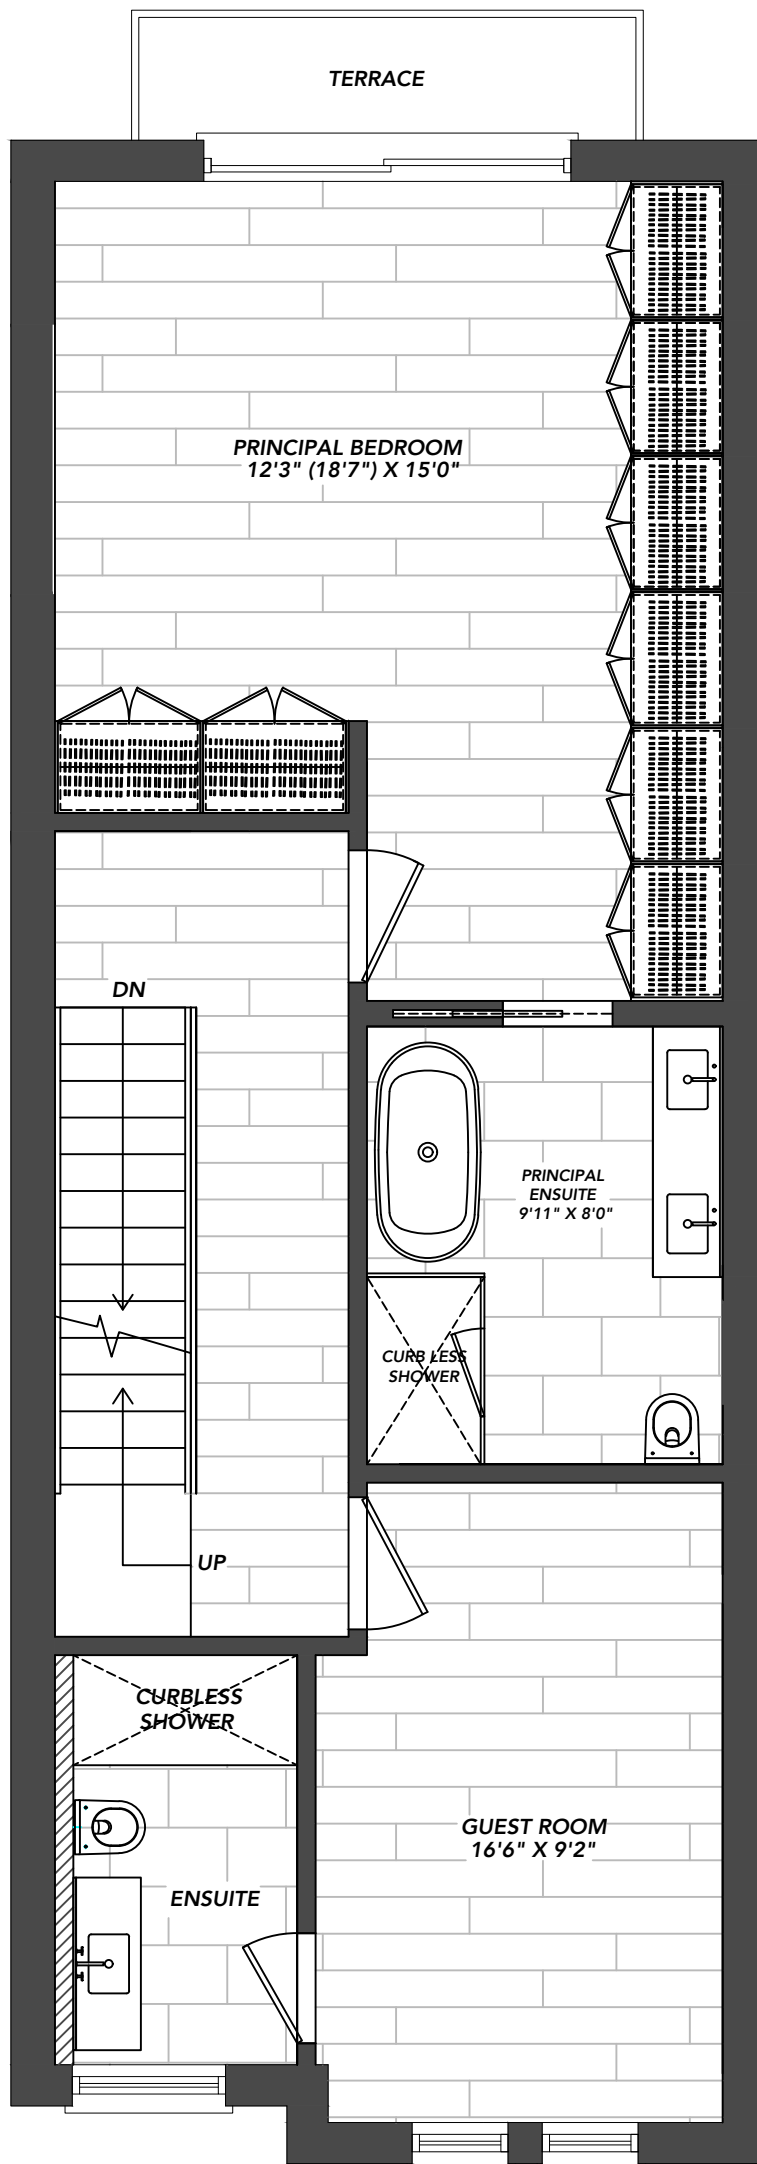 TERRACE
PRINCIPAL BEDROOM
12'3" (18'7") X 15'0"
DN
PRINCIPAL
ENSUITE
9'11" X 8'0"
CURB LESS
SHOWER
UP
CURBLESS
SHOWER
GUEST ROOM
16'6" X 9'2"
ENSUITE